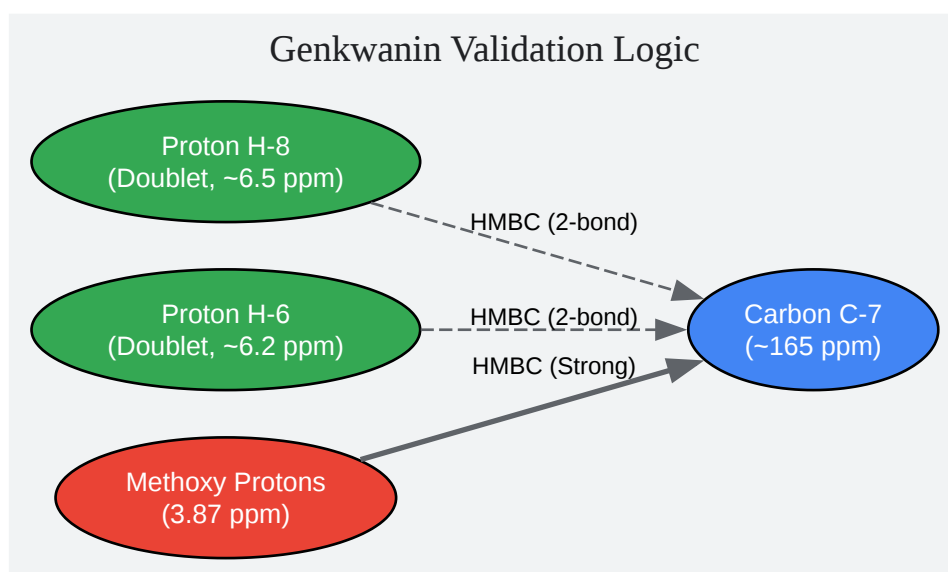 Genkwanin Validation Logic
Proton H-8
(Doublet, ~6.5 ppm)
HMBC (2-bond)
Proton H-6
(Doublet, ~6.2 ppm)
HMBC (2-bond)
Carbon C-7
(~165 ppm)
HMBC (Strong)
Methoxy Protons
(3.87 ppm)